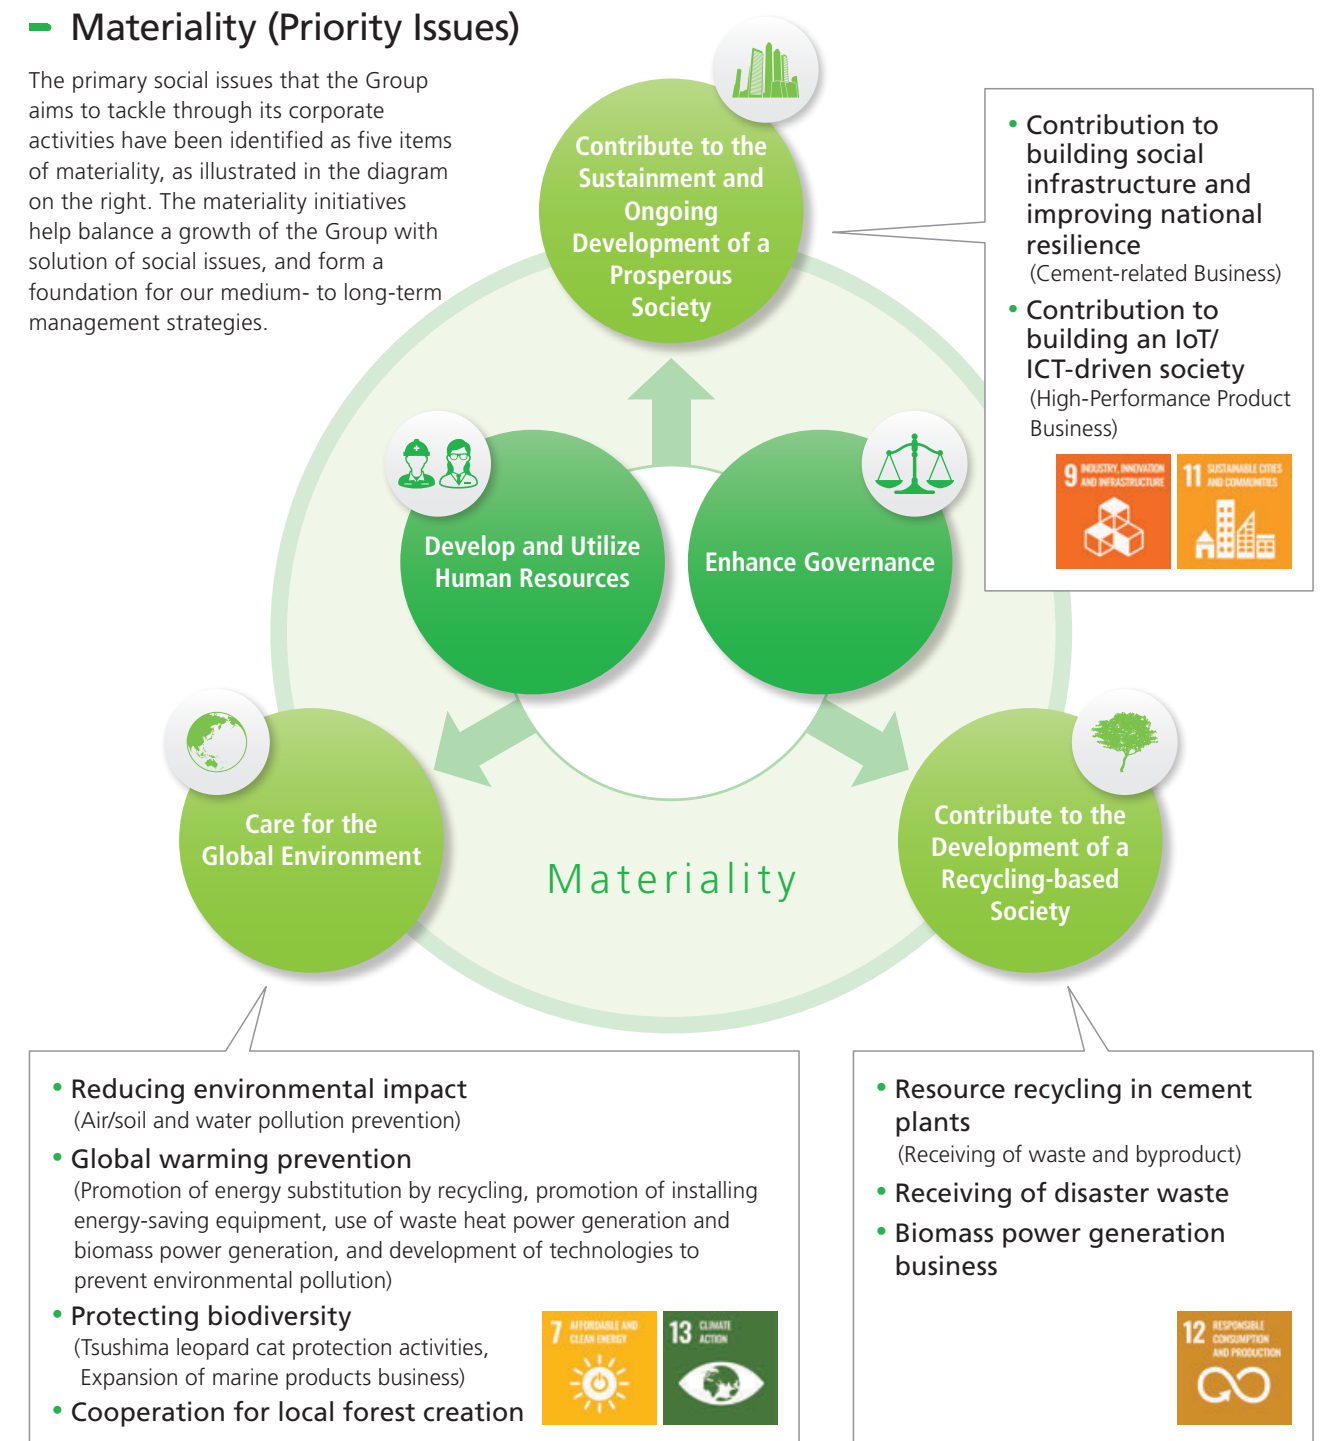 Materiality (Priority Issues)
The primary social issues that the Group
aims to tackle through its corporate
activities have been identified as five items
of materiality, as illustrated in the diagram
on the right. The materiality initiatives
help balance a growth of the Group with
solution of social issues, and form a
foundation for our medium- to long-term
management strategies.
Contribute to the
Sustainment and
Ongoing
Development of a
Prosperous
Society
• Contribution to
building social
infrastructure and
improving national
resilience
(Cement-related Business)
• Contribution to
building an IoT/
ICT-driven society
(High-Performance Product
Business)
9 INDUSTRY, INNOVATION
AND INFRASTRUCTURE
11 SUSTAINABLE CITIES
AND COMMUNITIES
Develop and Utilize
Human Resources
Enhance Governance
Care for the
Global Environment
Materiality
Contribute to the
Development of a
Recycling-based
Society
• Reducing environmental impact
(Air/soil and water pollution prevention)
• Global warming prevention
(Promotion of energy substitution by recycling, promotion of installing
energy-saving equipment, use of waste heat power generation and
biomass power generation, and development of technologies to
prevent environmental pollution)
• Protecting biodiversity
(Tsushima leopard cat protection activities,
Expansion of marine products business)
• Cooperation for local forest creation
7 AFFORDABLE AND
CLEAN ENERGY
13 CLIMATE
ACTION
• Resource recycling in cement
plants
(Receiving of waste and byproduct)
• Receiving of disaster waste
• Biomass power generation
business
12 RESPONSIBLE
CONSUMPTION
AND PRODUCTION